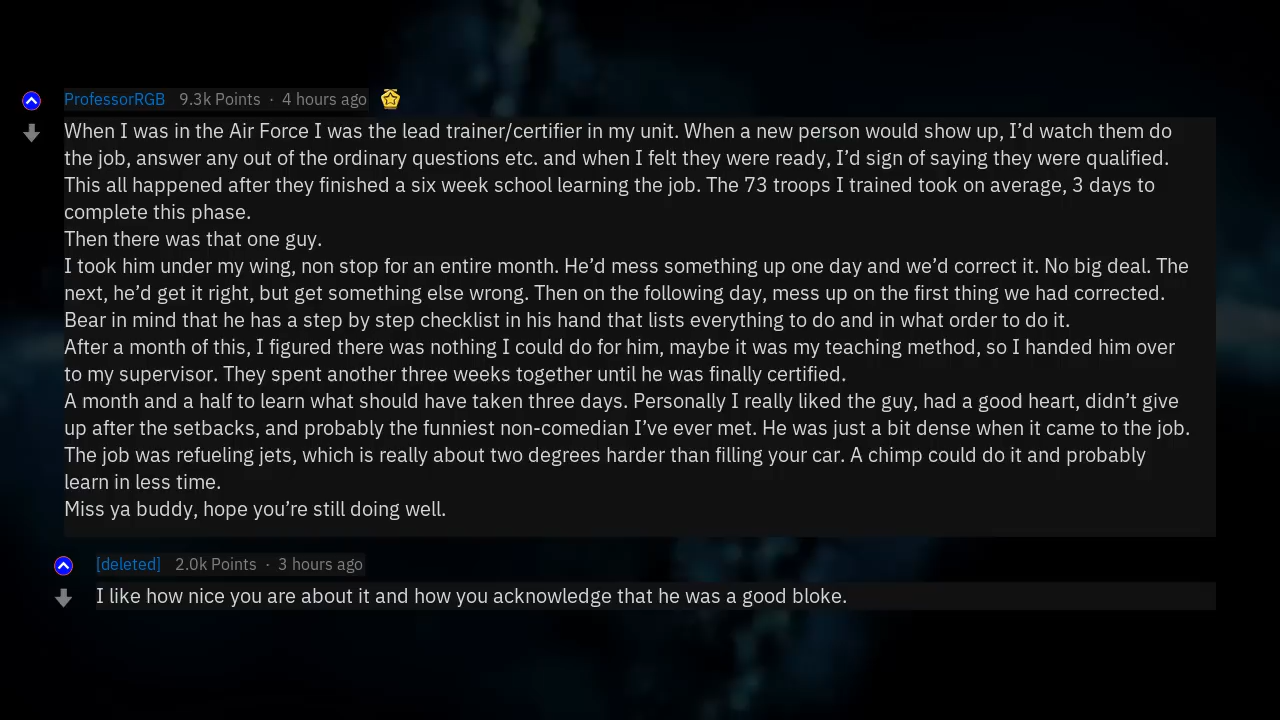 ProfessorRGB 9.3k Points · 4 hours ago
When I was in the Air Force I was the lead trainer/certifier in my unit. When a new person would show up, I’d watch them do
the job, answer any out of the ordinary questions etc. and when I felt they were ready, I’d sign of saying they were qualified.
This all happened after they finished a six week school learning the job. The 73 troops I trained took on average, 3 days to
complete this phase.
Then there was that one guy.
I took him under my wing, non stop for an entire month. He’d mess something up one day and we’d correct it. No big deal. The
next, he’d get it right, but get something else wrong. Then on the following day, mess up on the first thing we had corrected.
Bear in mind that he has a step by step checklist in his hand that lists everything to do and in what order to do it.
After a month of this, I figured there was nothing I could do for him, maybe it was my teaching method, so I handed him over
to my supervisor. They spent another three weeks together until he was finally certified.
A month and a half to learn what should have taken three days. Personally I really liked the guy, had a good heart, didn’t give
up after the setbacks, and probably the funniest non-comedian I’ve ever met. He was just a bit dense when it came to the job.
The job was refueling jets, which is really about two degrees harder than filling your car. A chimp could do it and probably
learn in less time.
Miss ya buddy, hope you’re still doing well.
[deleted] 2.0k Points · 3 hours ago
I like how nice you are about it and how you acknowledge that he was a good bloke.